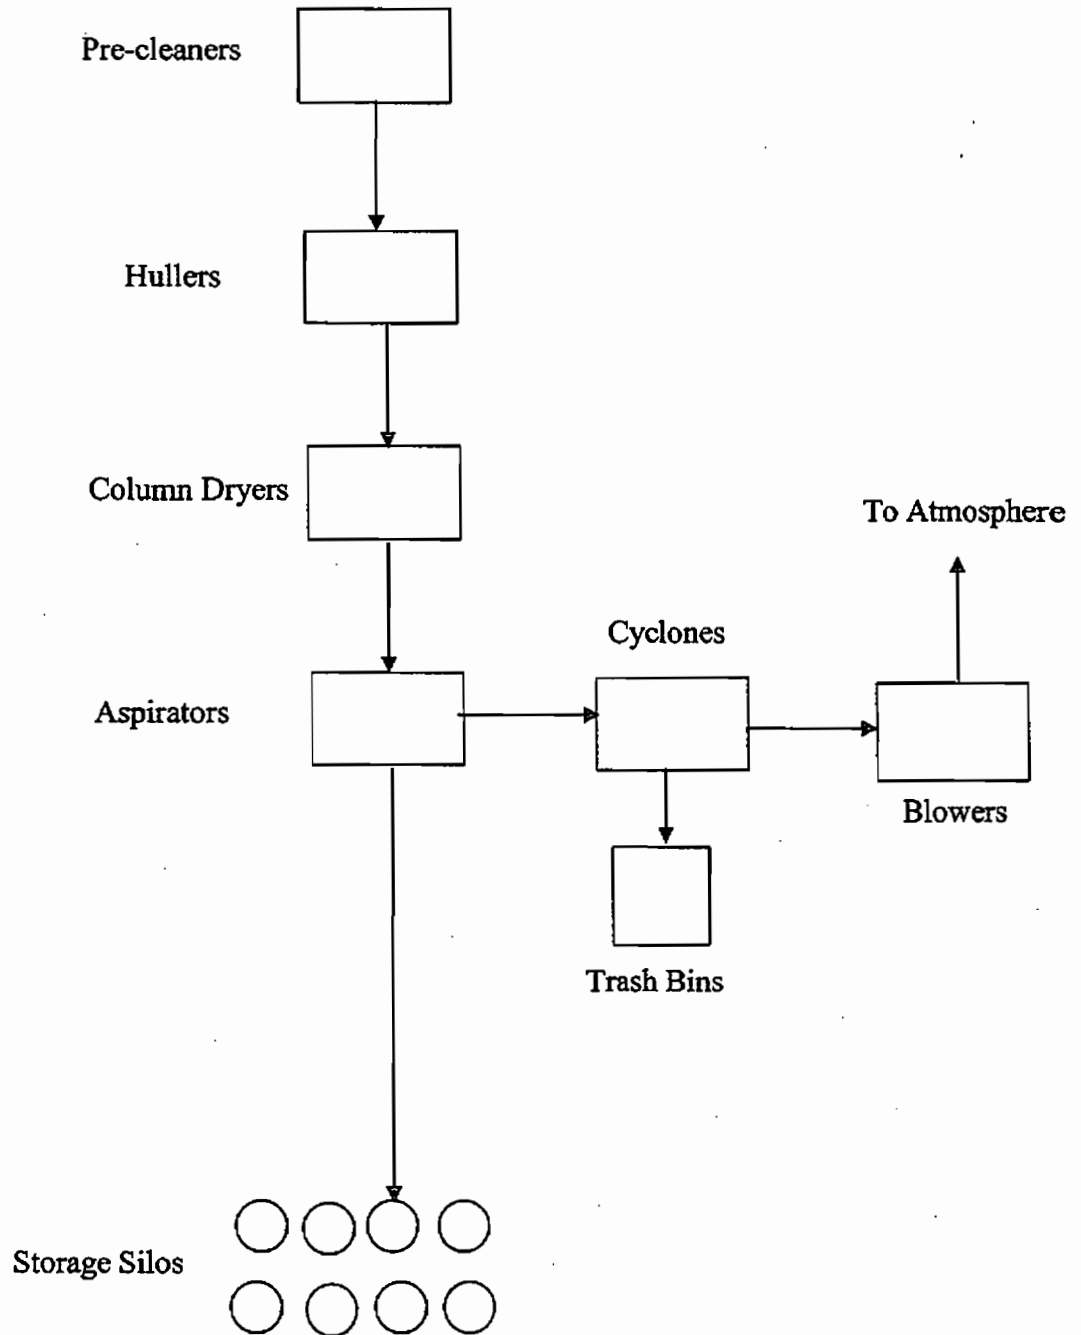 Pre-cleaners
Hullers
Column Dryers
To Atmosphere
Cyclones
Aspirators
Blowers
Trash Bins
Storage Silos